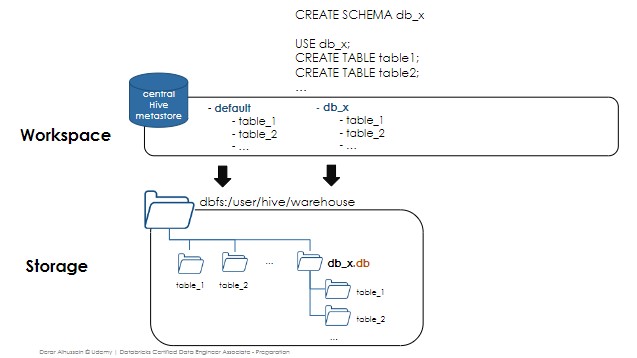 CREATE SCHEMA db_x
USE db_x;
CREATE TABLE table1;
CREATE TABLE table2;
...
central
Hive
metastore
Workspace
- default
- table_1
- table_2
- ...
- db_x
- table_1
- table_2
- ...
dbfs:/user/hive/warehouse
Storage
table_1
table_2
...
db_x.db
table_1
table_2
...
Derar Alhussein © Udemy | Databricks Certified Data Engineer Associate - Preparation